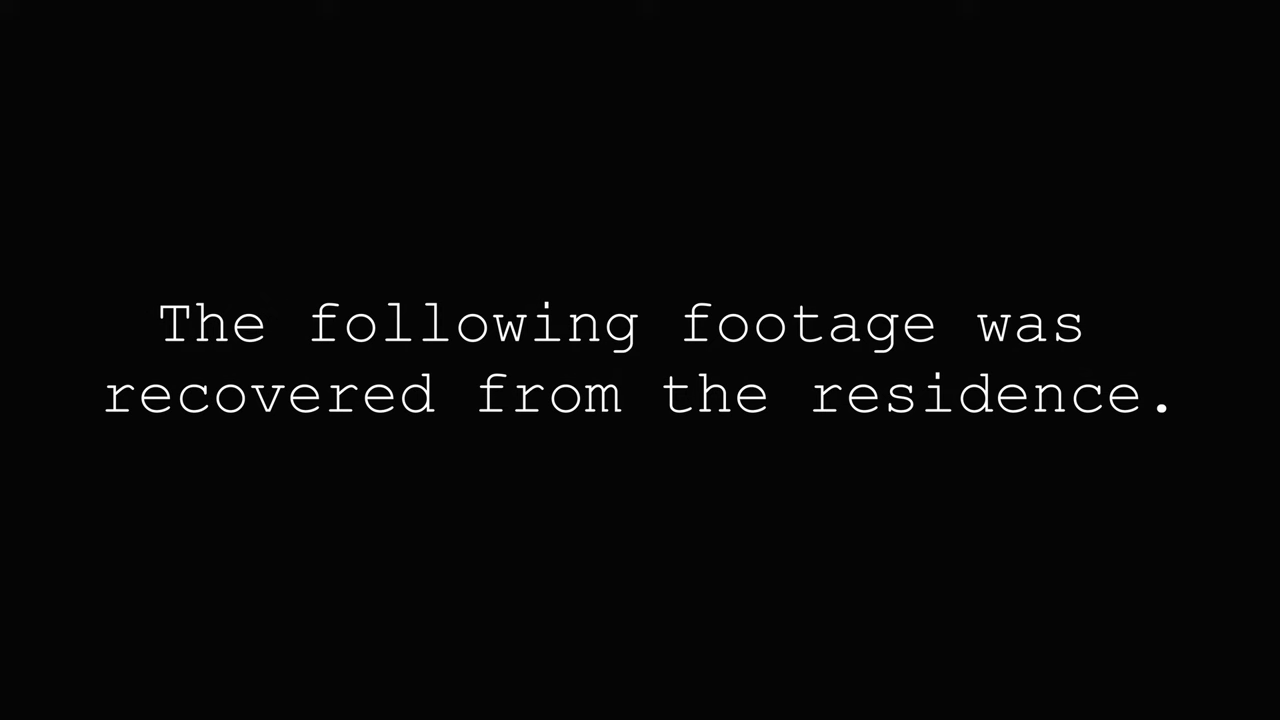 The following footage was
recovered from the residence.